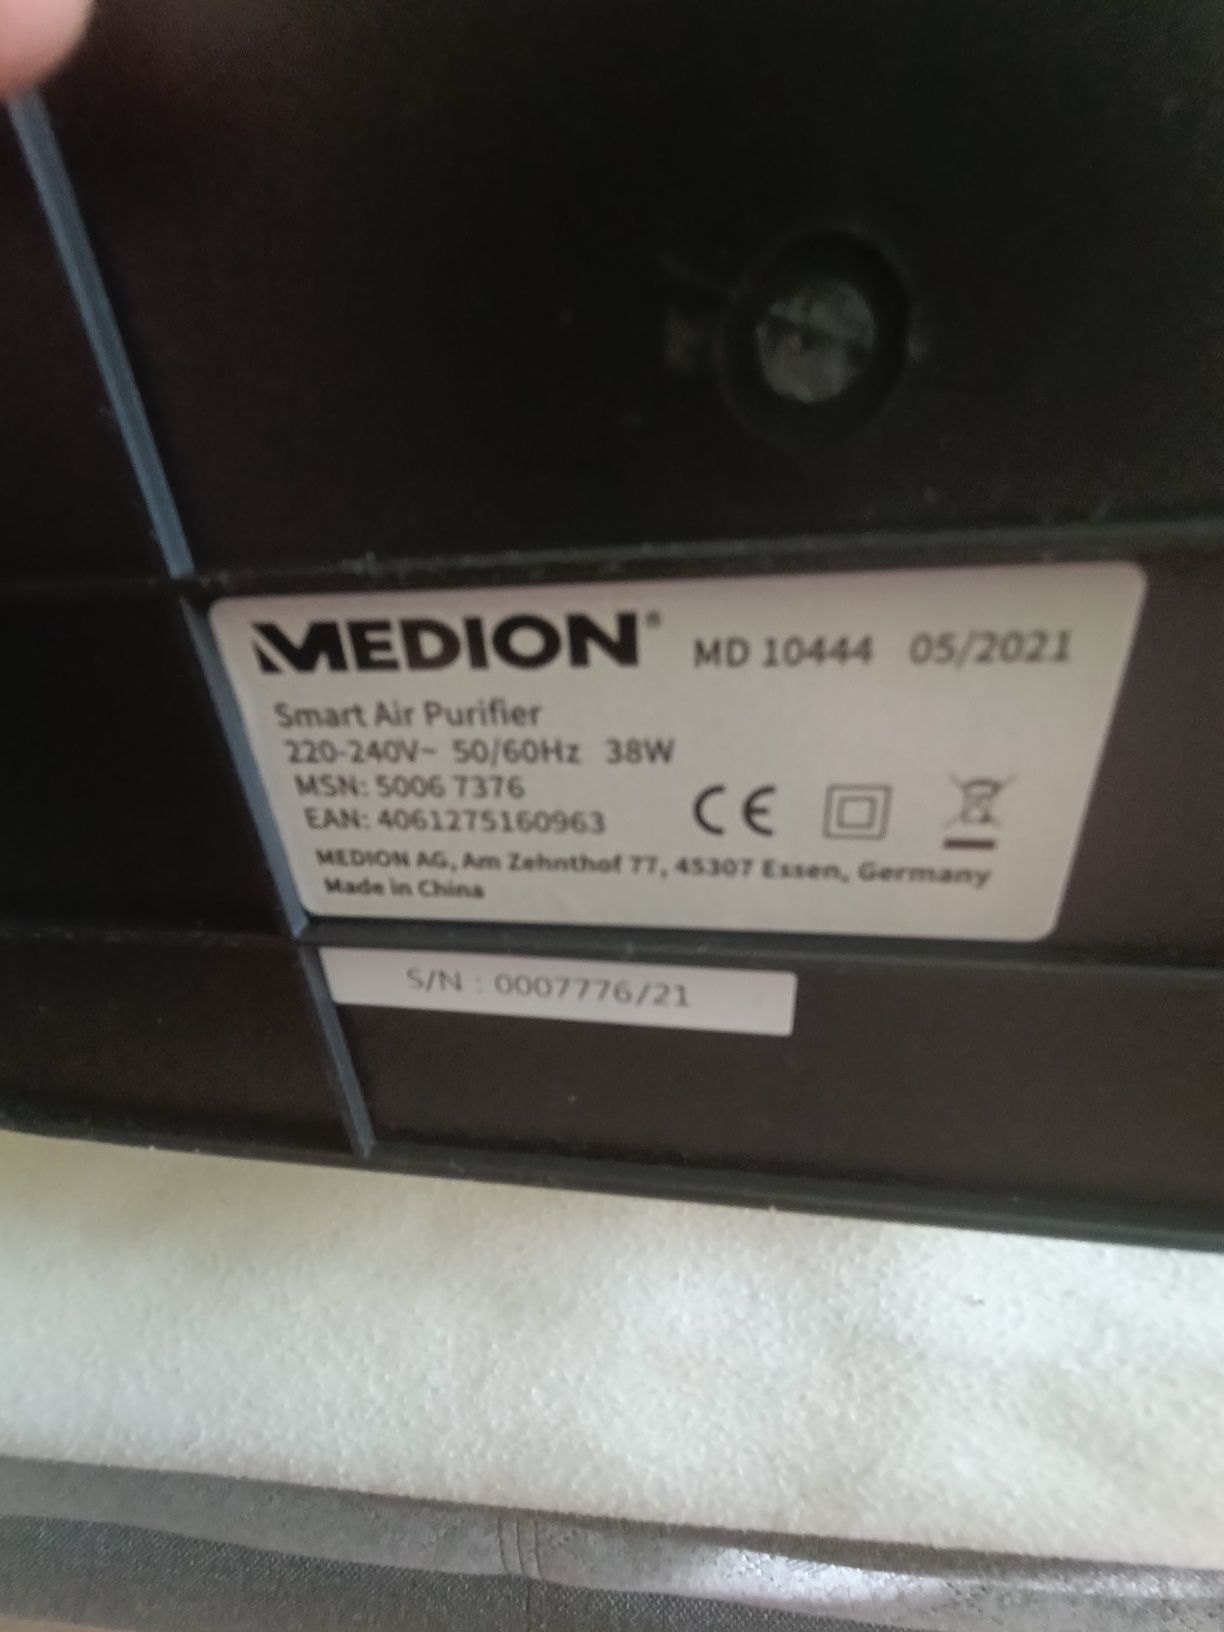 MEDION® MD 10444 05/2021
Smart Air Purifier
220-240V~ 50/60Hz 38W
MSN: 5006 7376
EAN: 4061275160963
CE
MEDION AG, Am Zehnthof 77, 45307 Essen, Germany
Made in China
S/N : 0007776/21